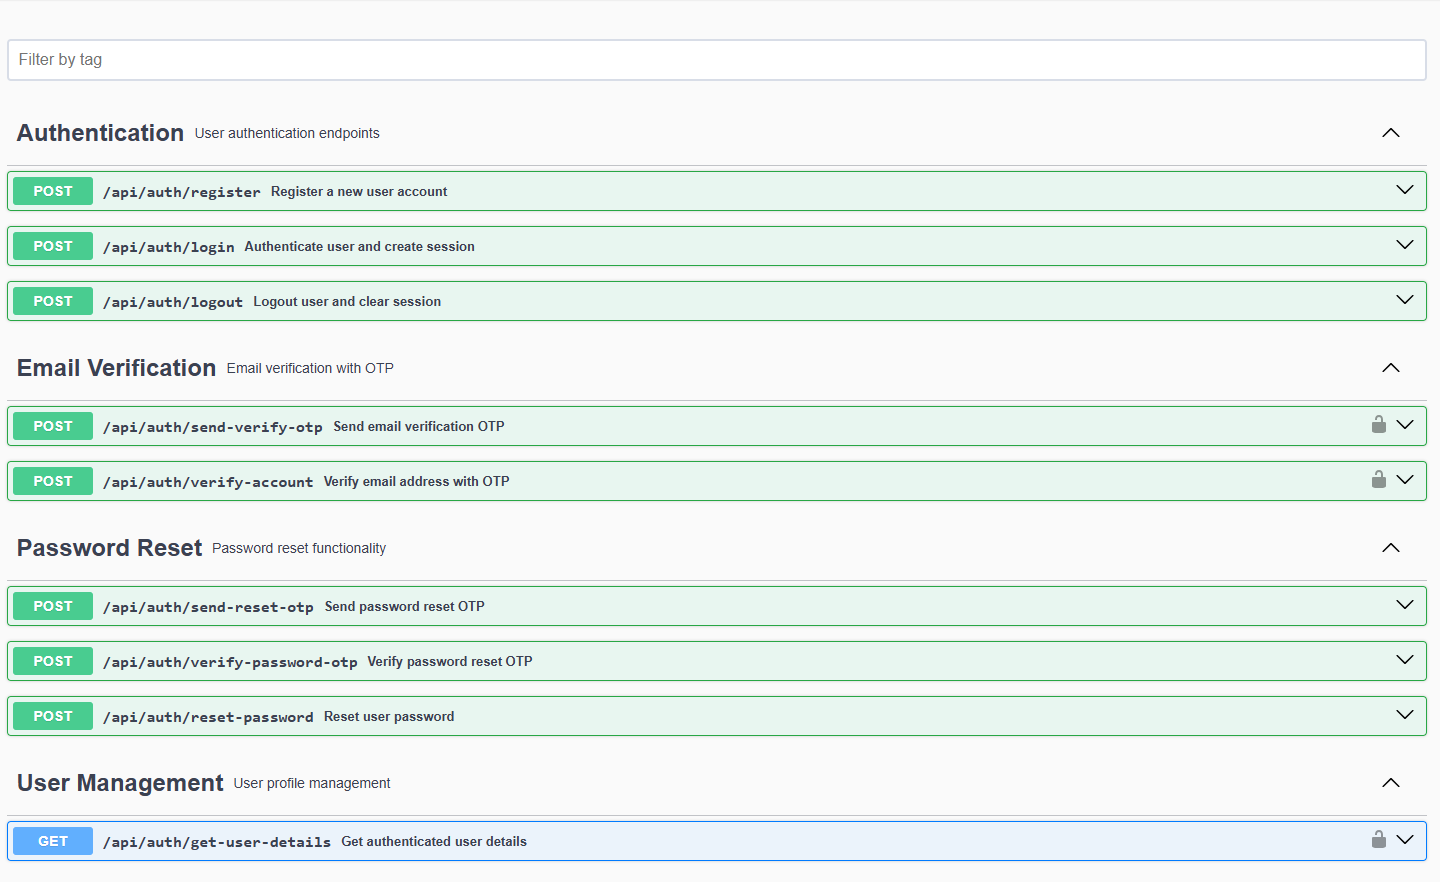 Filter by tag
Authentication User authentication endpoints
POST /api/auth/register Register a new user account
POST /api/auth/login Authenticate user and create session
POST /api/auth/logout Logout user and clear session
Email Verification Email verification with OTP
POST /api/auth/send-verify-otp Send email verification OTP
POST /api/auth/verify-account Verify email address with OTP
Password Reset Password reset functionality
POST /api/auth/send-reset-otp Send password reset OTP
POST /api/auth/verify-password-otp Verify password reset OTP
POST /api/auth/reset-password Reset user password
User Management User profile management
GET /api/auth/get-user-details Get authenticated user details